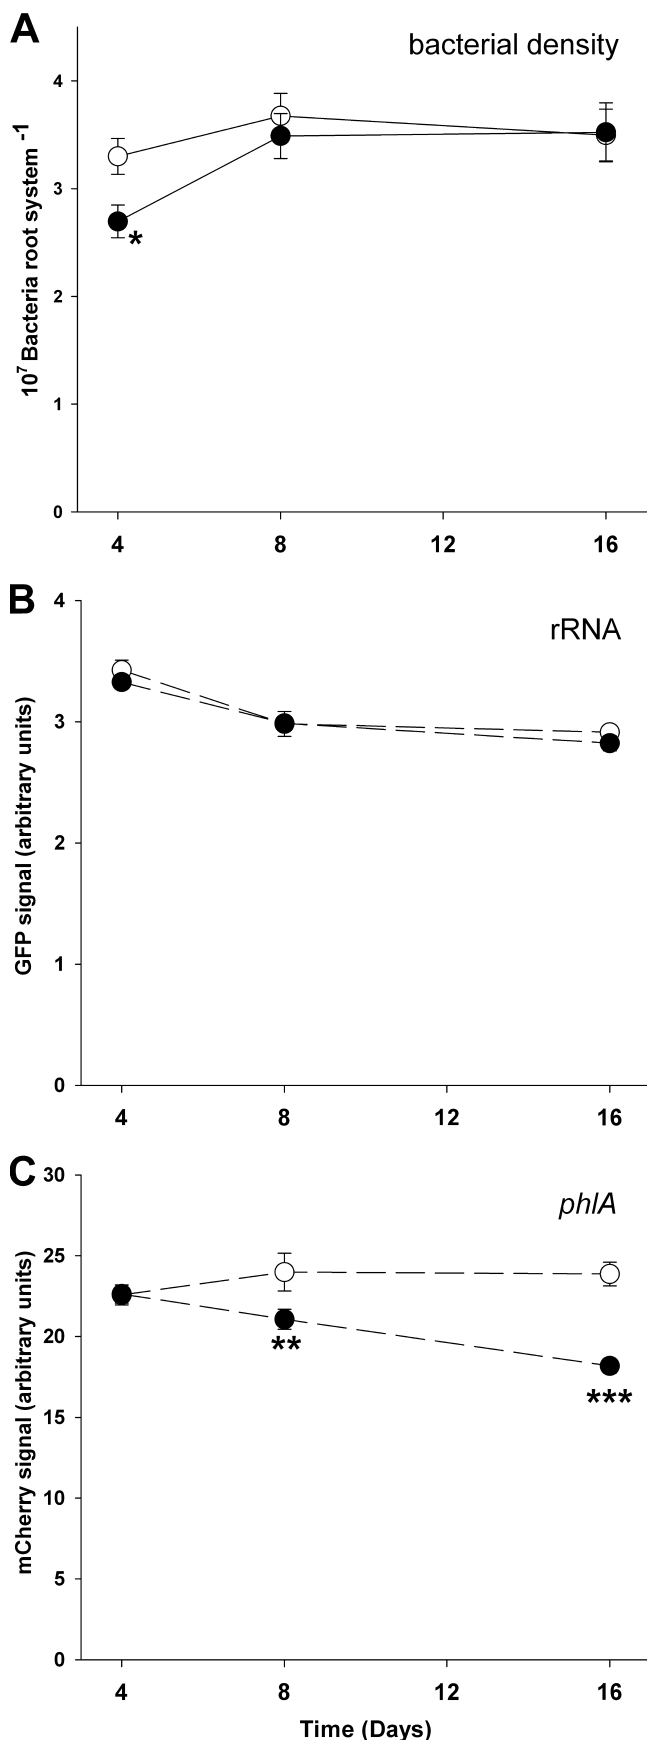 A
bacterial density
10⁷ Bacteria root system ⁻¹
4
3
2
1
0
*
4 8 12 16
B
rRNA
GFP signal (arbitrary units)
4
3
2
1
0
4 8 12 16
C
phlA
mCherry signal (arbitrary units)
30
25
20
15
10
5
0
**
***
4 8 12 16
Time (Days)